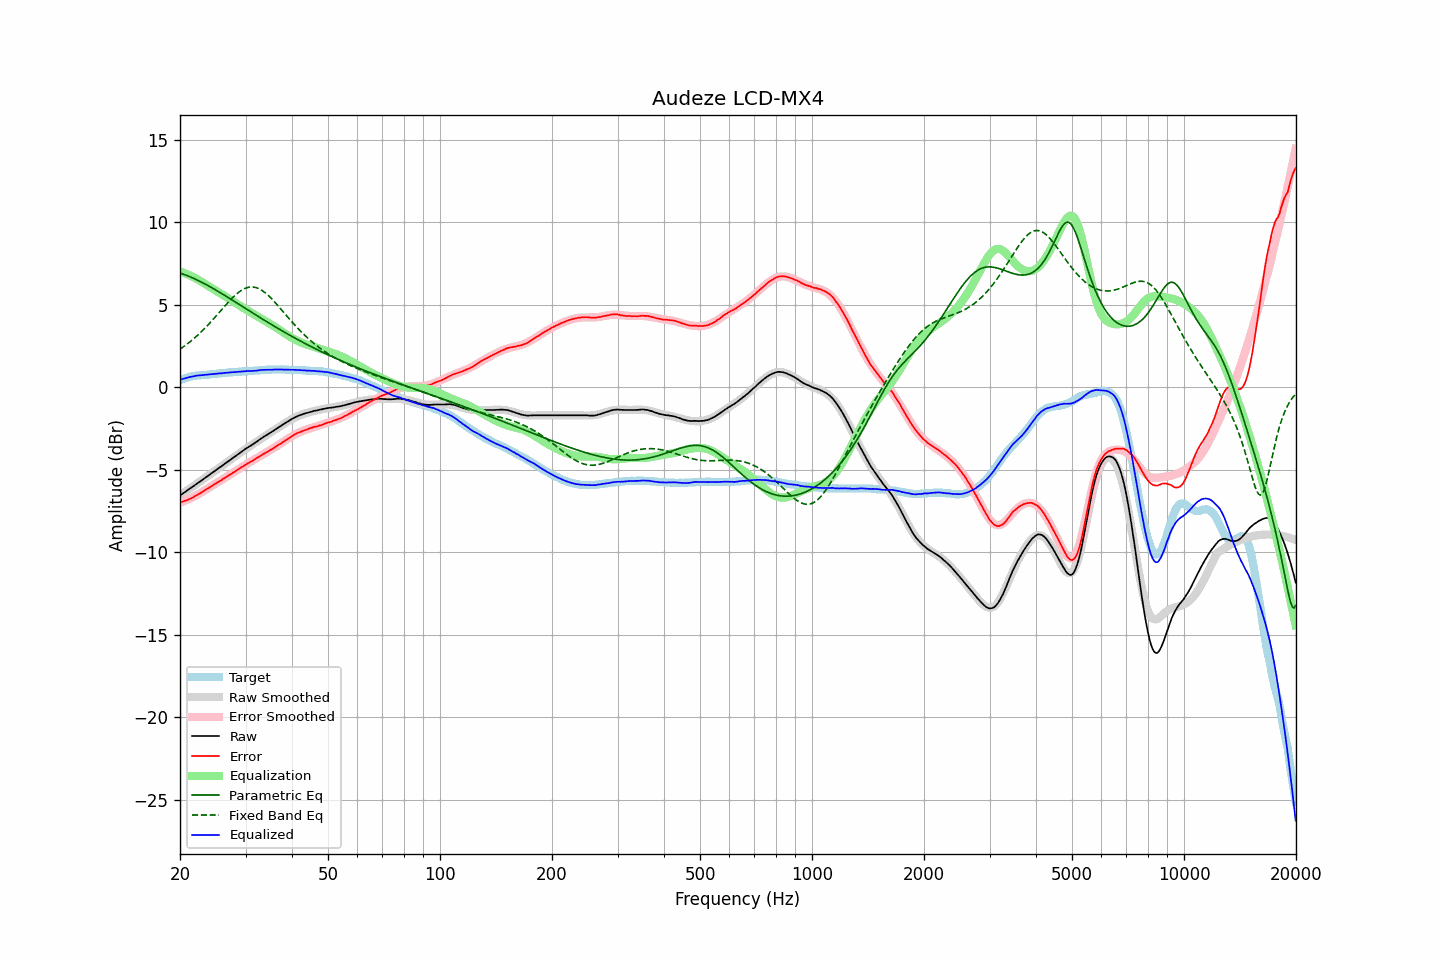 Audeze LCD-MX4
Amplitude (dBr)
15
10
5
0
−5
−10
−15
−20
−25
Target
Raw Smoothed
Error Smoothed
Raw
Error
Equalization
Parametric Eq
Fixed Band Eq
Equalized
20 50 100 200 500 1000 2000 5000 10000 20000
Frequency (Hz)